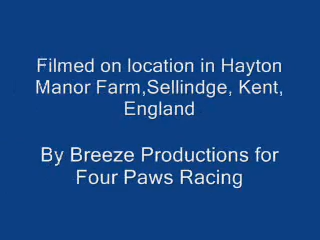 Filmed on location in Hayton
Manor Farm,Sellindge, Kent,
England
By Breeze Productions for
Four Paws Racing